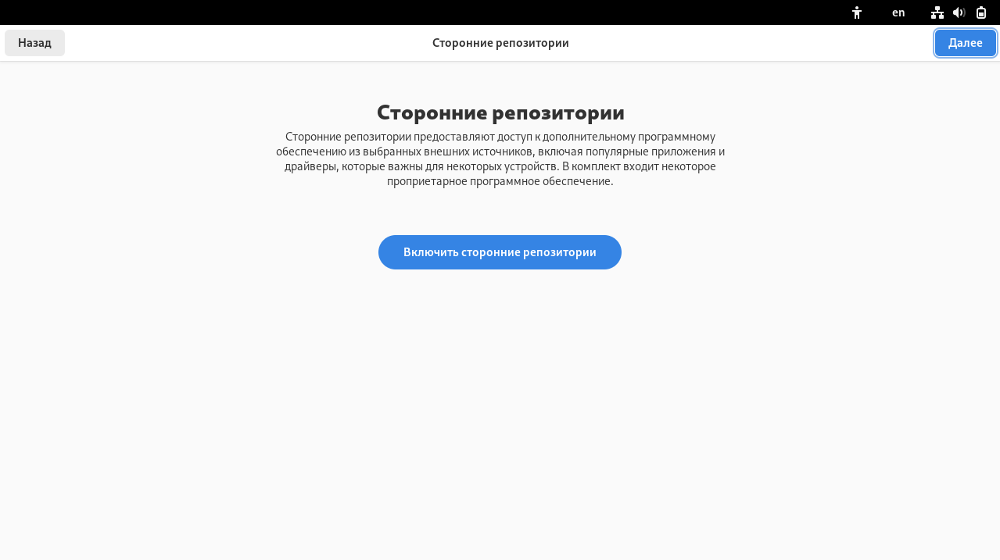 en
Назад
Сторонние репозитории
Далее
Сторонние репозитории
Сторонние репозитории предоставляют доступ к дополнительному программному
обеспечению из выбранных внешних источников, включая популярные приложения и
драйверы, которые важны для некоторых устройств. В комплект входит некоторое
проприетарное программное обеспечение.
Включить сторонние репозитории